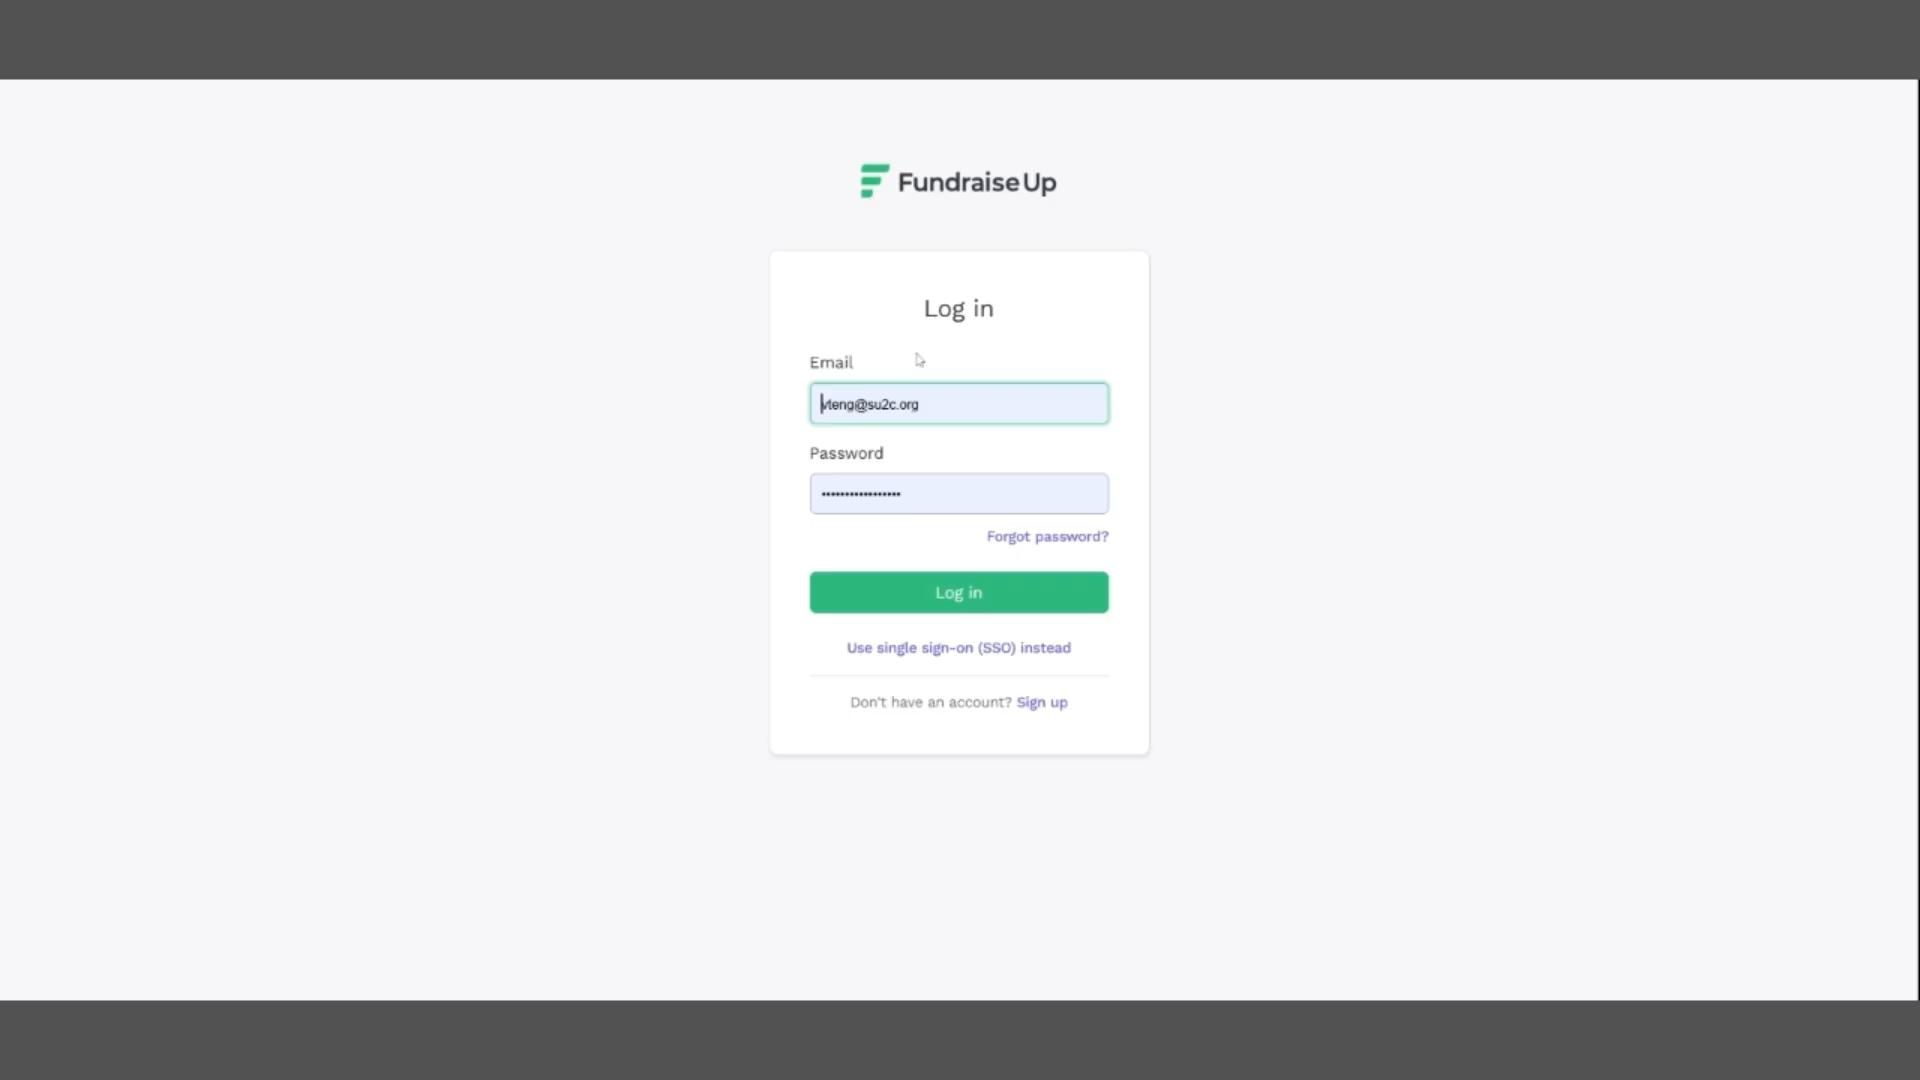 Fundraise Up
Log in
Email
vteng@su2c.org
Password
•••••••••••••••••
Forgot password?
Log in
Use single sign-on (SSO) instead
Don't have an account? Sign up